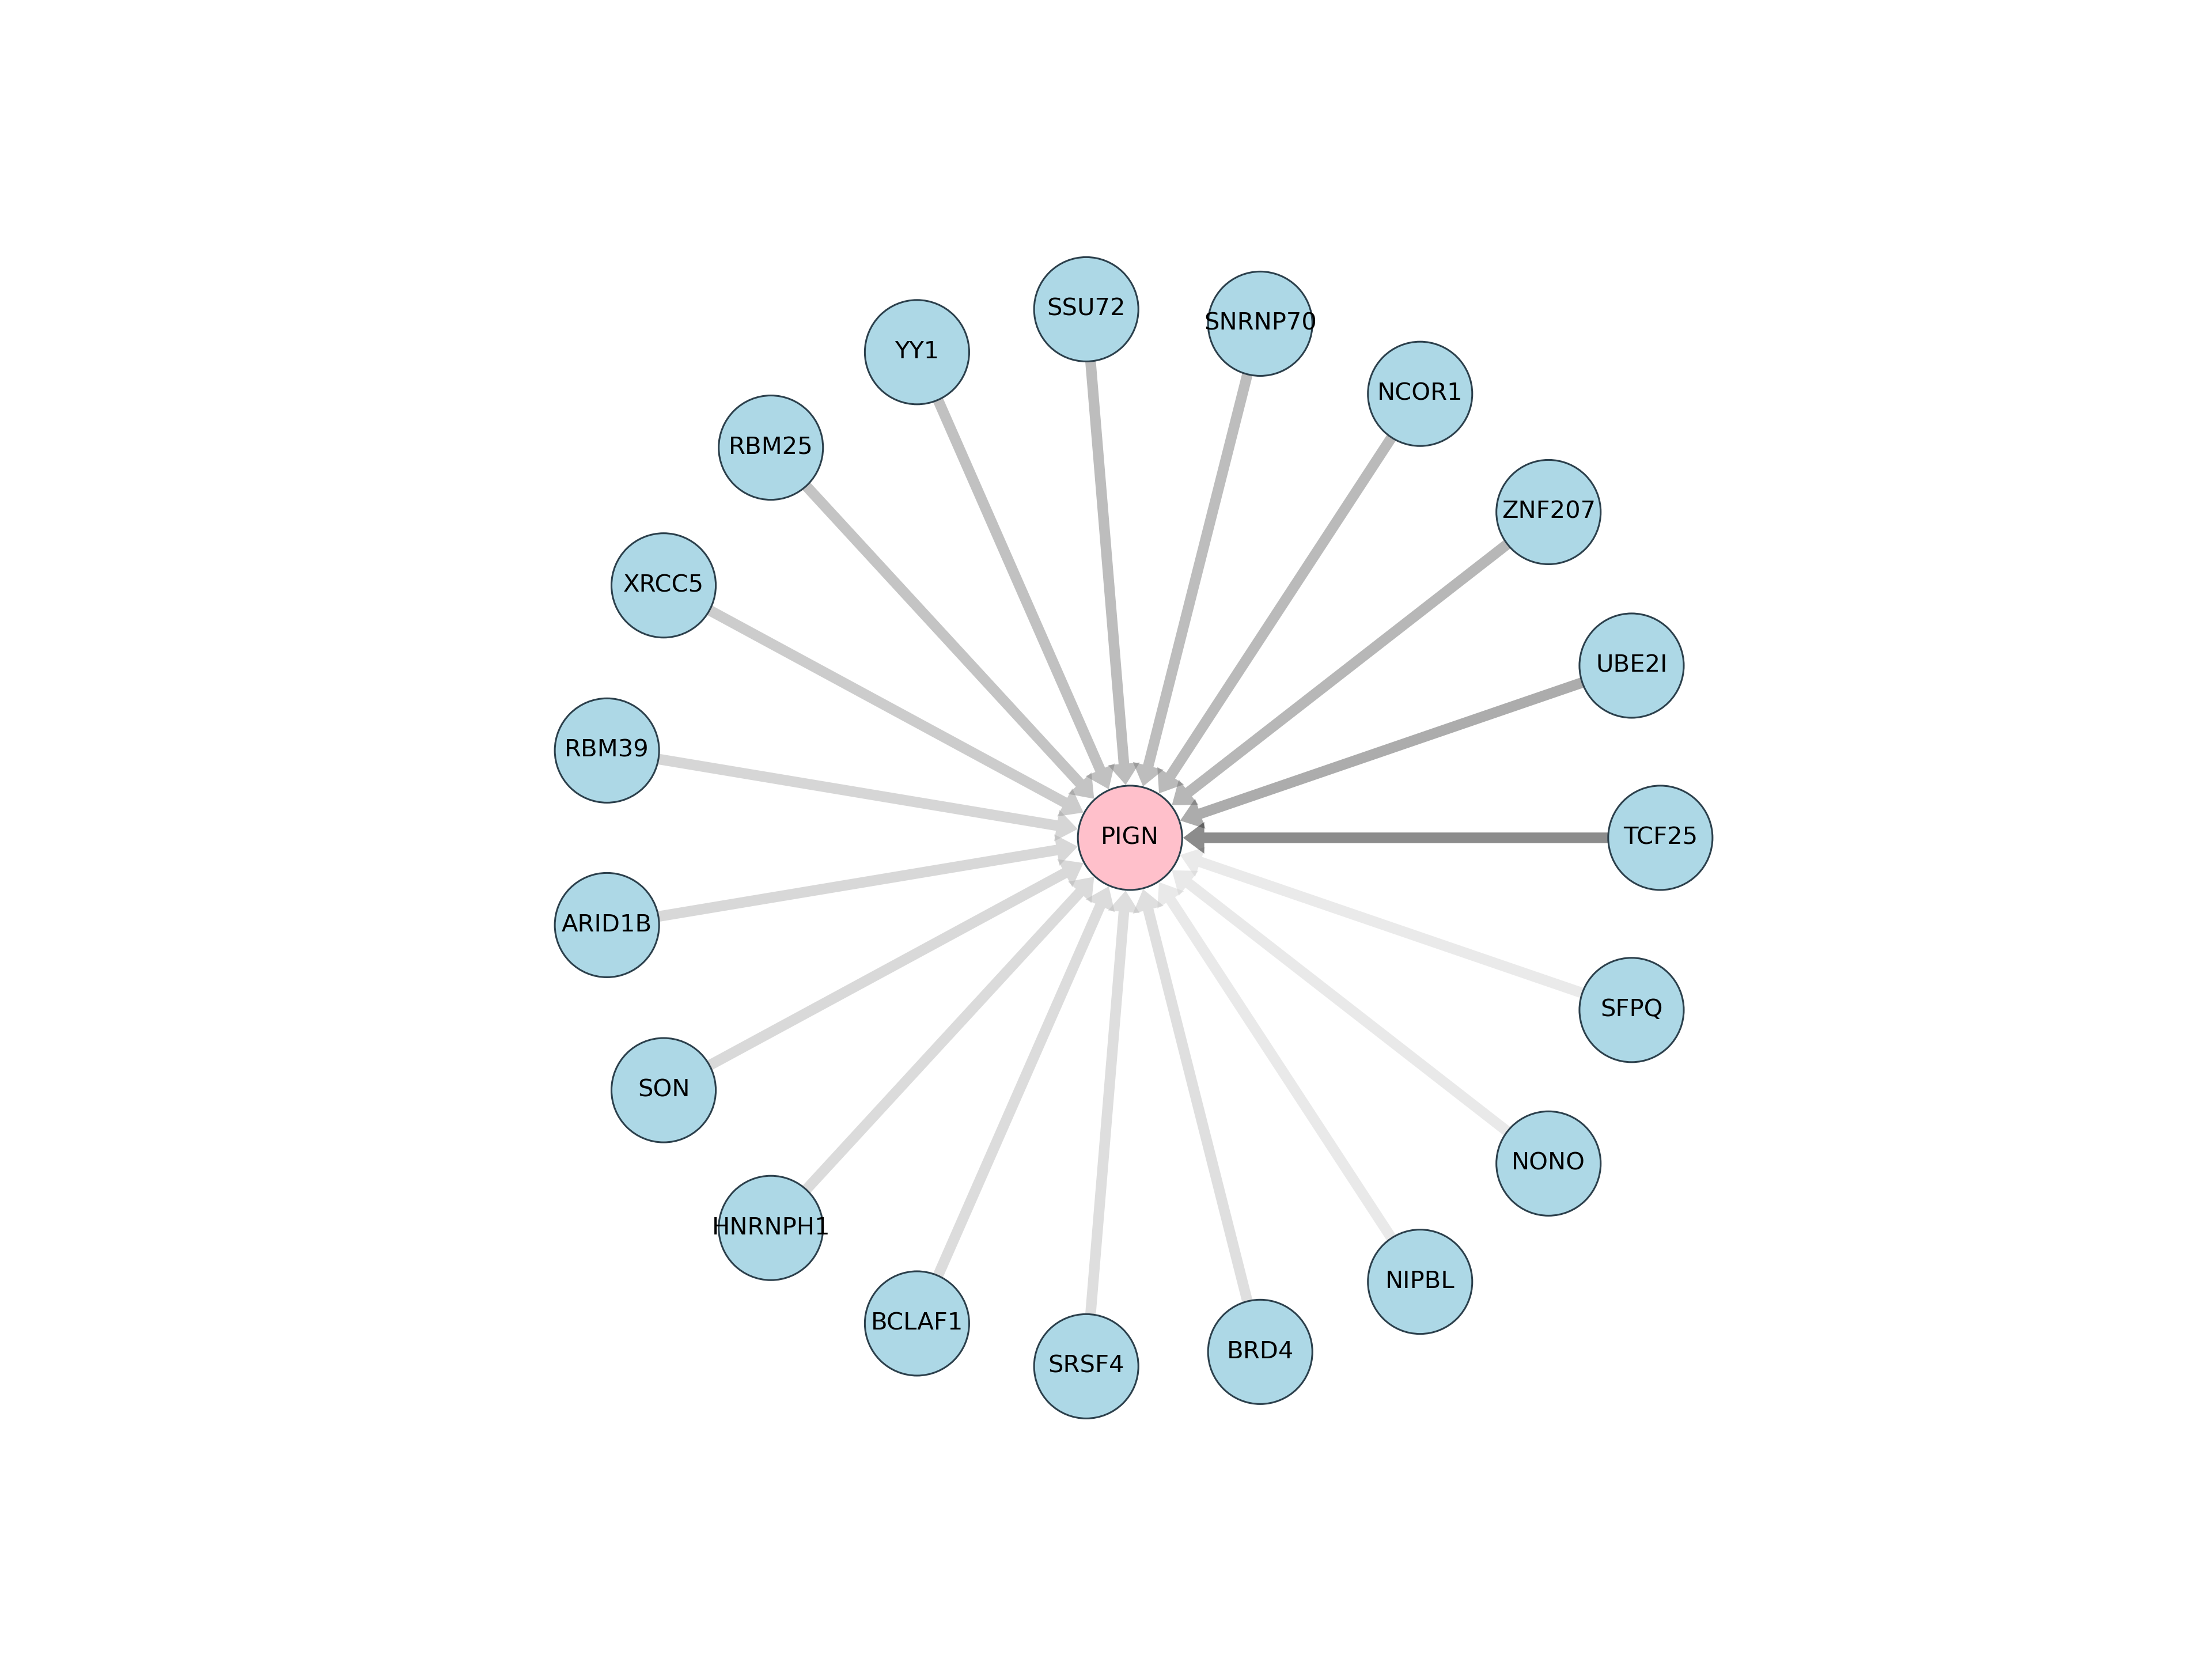 SSU72
SNRNP70
YY1
NCOR1
RBM25
ZNF207
XRCC5
UBE2I
RBM39
PIGN
TCF25
ARID1B
SFPQ
SON
NONO
HNRNPH1
NIPBL
BCLAF1
BRD4
SRSF4